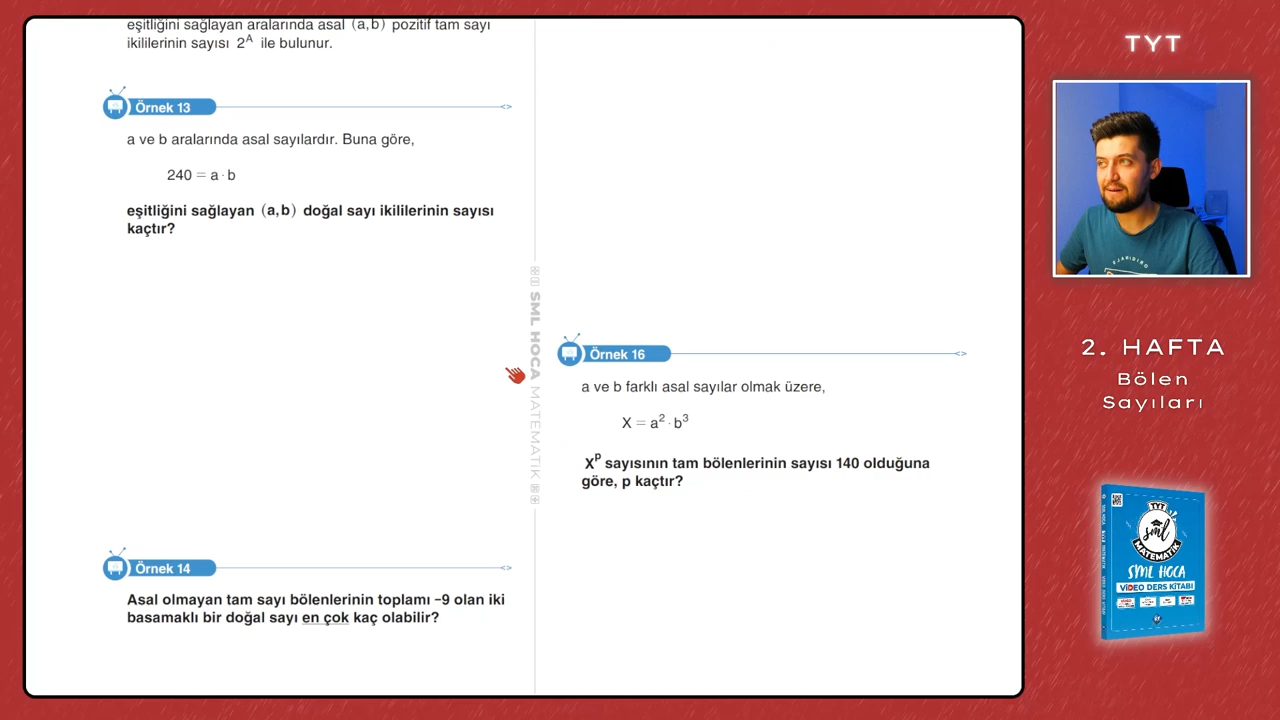 eşitliğini sağlayan aralarında asal (a,b) pozitif tam sayı
ikililerinin sayısı 2^A ile bulunur.
Örnek 13
a ve b aralarında asal sayılardır. Buna göre,
240 = a · b
eşitliğini sağlayan (a,b) doğal sayı ikililerinin sayısı
kaçtır?
Örnek 14
Asal olmayan tam sayı bölenlerinin toplamı −9 olan iki
basamaklı bir doğal sayı en çok kaç olabilir?
SML HOCA MATEMATİK
Örnek 16
a ve b farklı asal sayılar olmak üzere,
X = a² · b³
X^p sayısının tam bölenlerinin sayısı 140 olduğuna
göre, p kaçtır?
TYT
2. HAFTA
Bölen
Sayıları
TYT
sml
MATEMATİK
SML HOCA
VİDEO DERS KİTABI